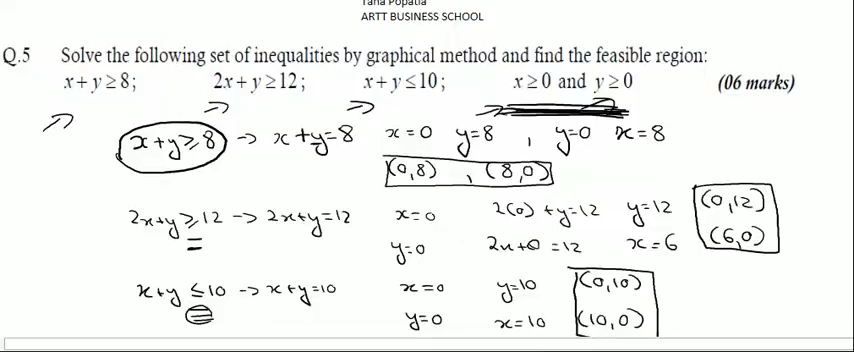 Tana Popatia
ARTT BUSINESS SCHOOL
Q.5 Solve the following set of inequalities by graphical method and find the feasible region:
x + y ≥ 8; 2x + y ≥ 12; x + y ≤ 10; x ≥ 0 and y ≥ 0 (06 marks)
x+y≥8 -> x+y=8 x=0 y=8 , y=0 x=8
(0,8) , (8,0)
2x+y≥12 -> 2x+y=12 x=0 2(0)+y=12 y=12 (0,12)
y=0 2x+0=12 x=6 (6,0)
x+y≤10 -> x+y=10 x=0 y=10 (0,10)
y=0 x=10 (10,0)